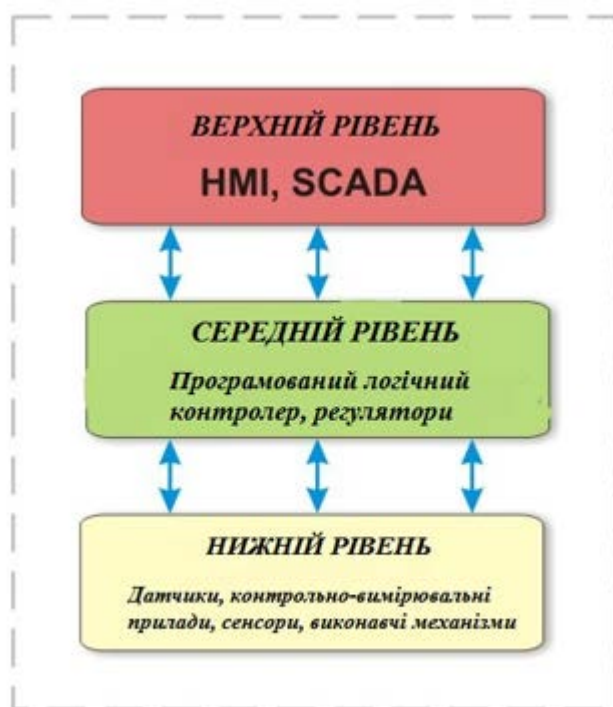 ВЕРХНІЙ РІВЕНЬ
HMI, SCADA
СЕРЕДНІЙ РІВЕНЬ
Програмований логічний
контролер, регулятори
НИЖНІЙ РІВЕНЬ
Датчики, контрольно-вимірювальні
прилади, сенсори, виконавчі механізми